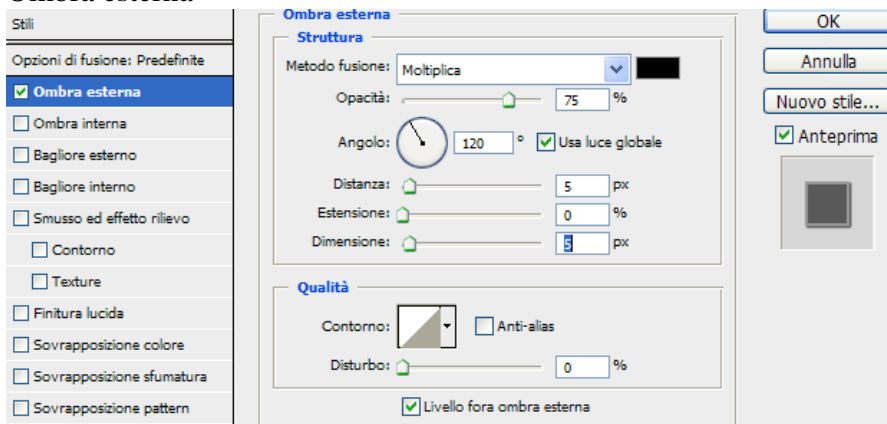 Ombra esterna
Stili
Opzioni di fusione: Predefinite
Ombra esterna
Ombra interna
Bagliore esterno
Bagliore interno
Smusso ed effetto rilievo
Contorno
Texture
Finitura lucida
Sovrapposizione colore
Sovrapposizione sfumatura
Sovrapposizione pattern
Ombra esterna
Struttura
Metodo fusione: Moltiplica
Opacità: 75 %
Angolo: 120 ° Usa luce globale
Distanza: 5 px
Estensione: 0 %
Dimensione: 5 px
Qualità
Contorno: Anti-alias
Disturbo: 0 %
Livello fora ombra esterna
OK
Annulla
Nuovo stile...
Anteprima